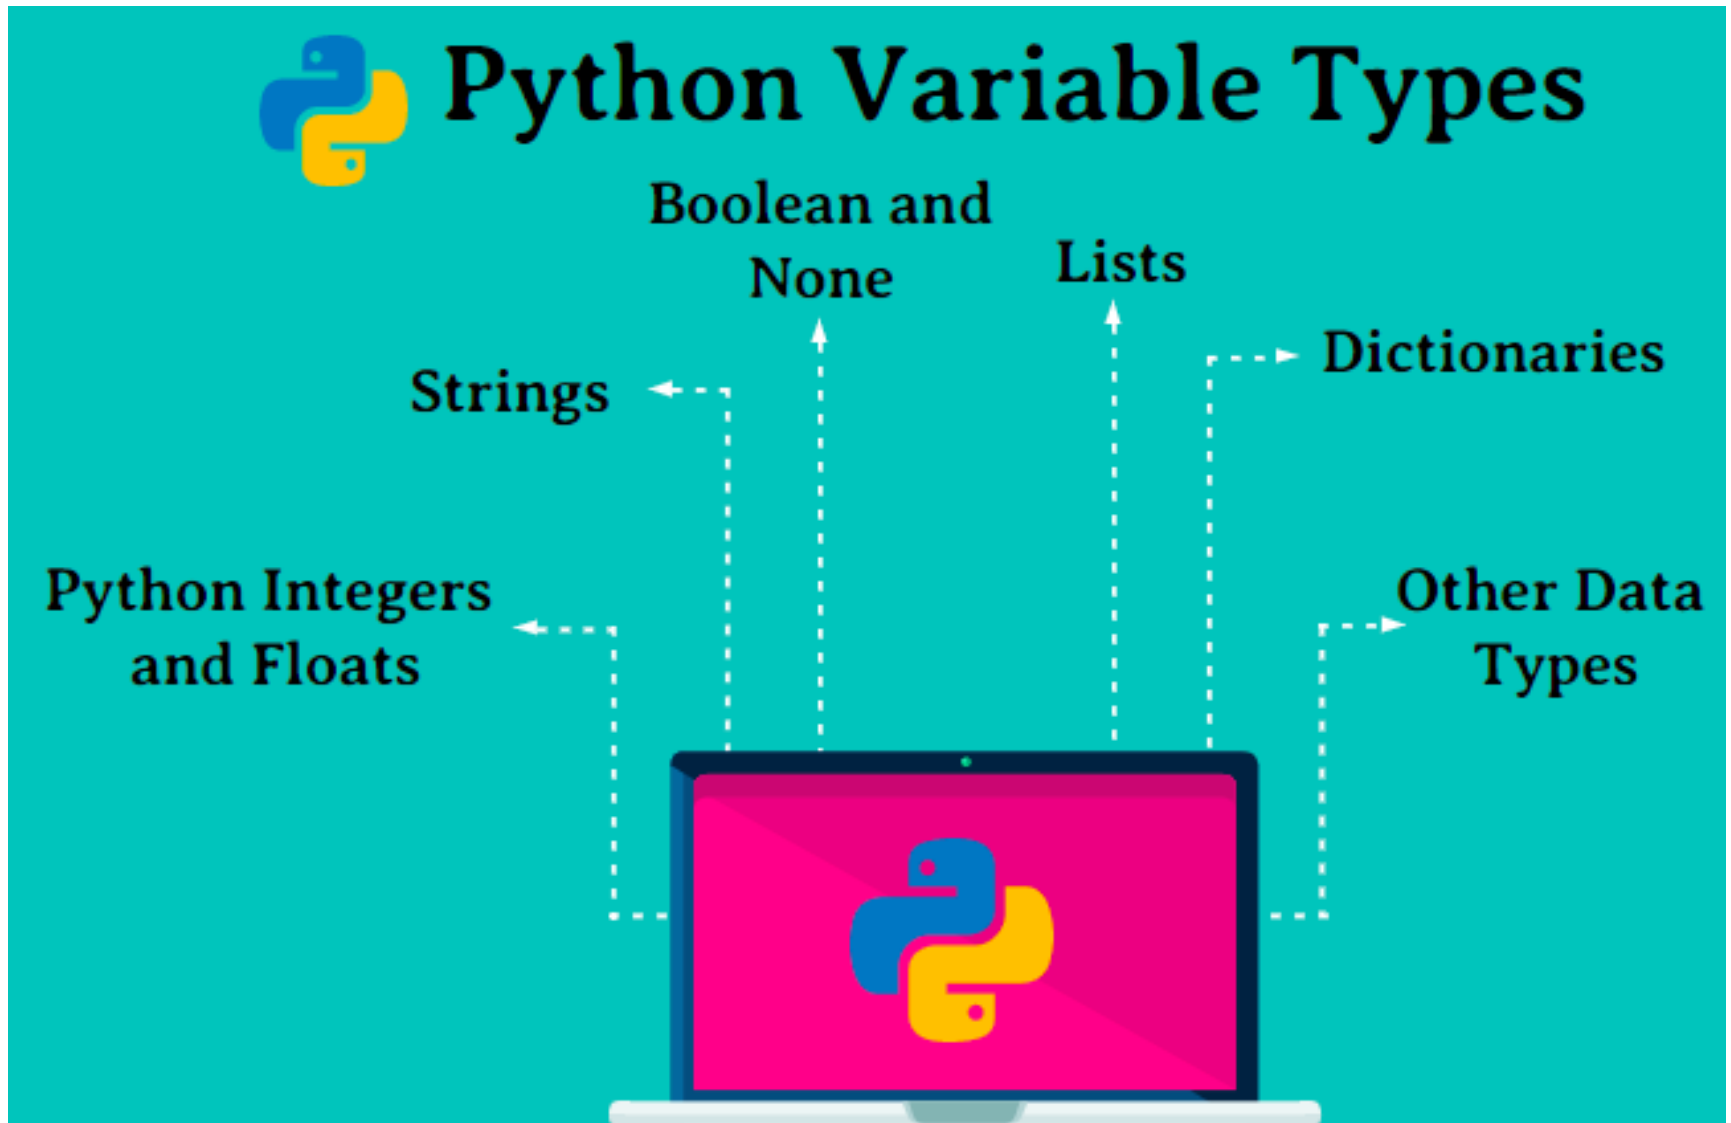 Python Variable Types
Boolean and
None
Lists
Dictionaries
Strings
Python Integers
and Floats
Other Data
Types